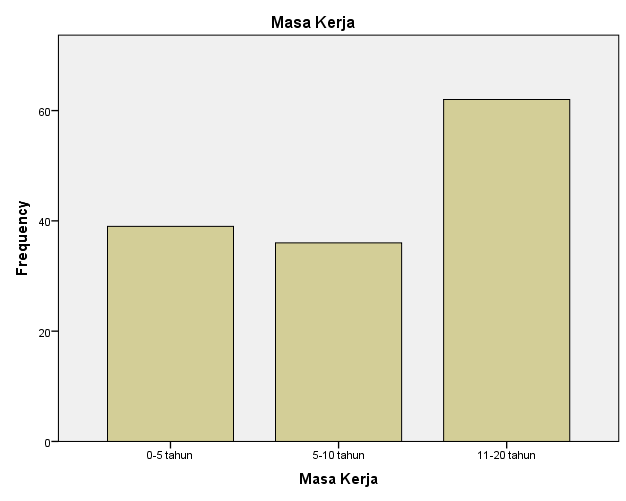 Masa Kerja
Frequency
60
40
20
0
0-5 tahun
5-10 tahun
11-20 tahun
Masa Kerja